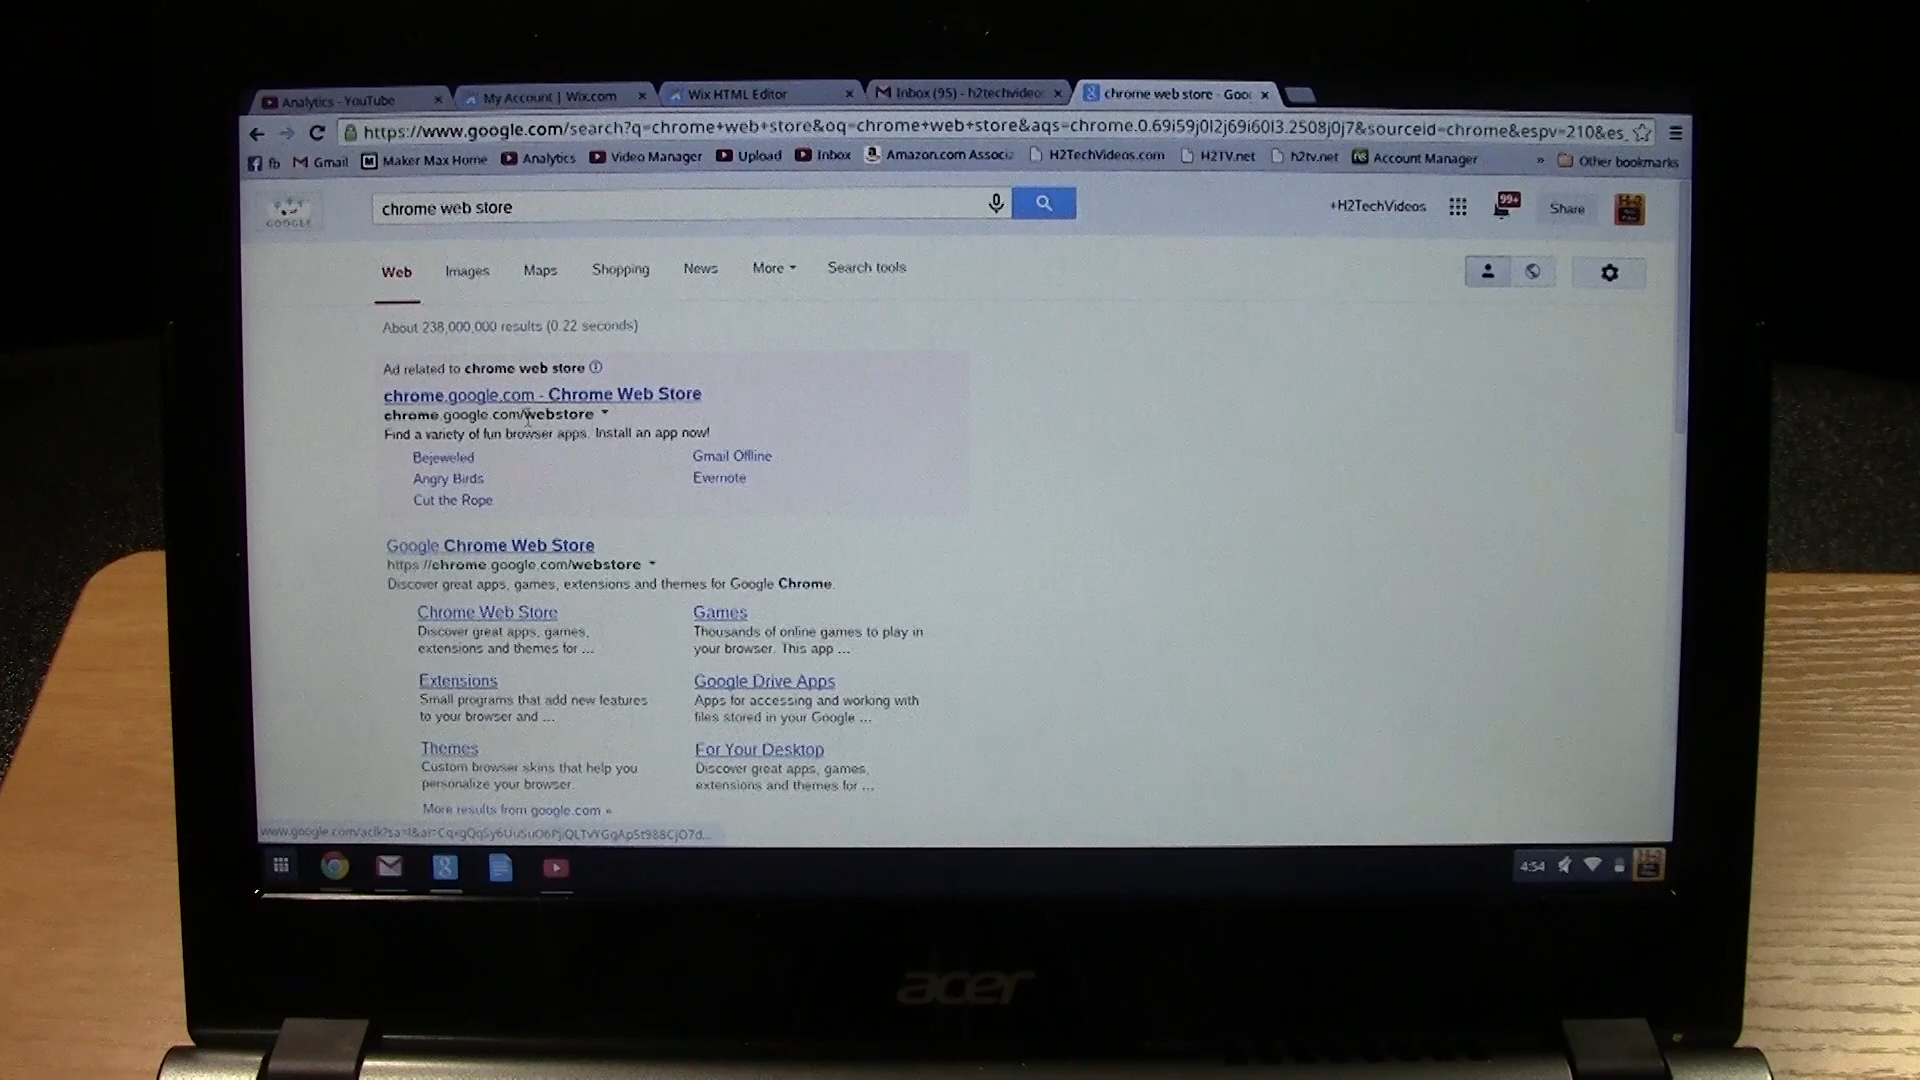 Analytics - YouTube
My Account | Wix.com
Wix HTML Editor
Inbox (95) - h2techvideo
chrome web store - Goo
https://www.google.com/search?q=chrome+web+store&oq=chrome+web+store&aqs=chrome.0.69i59j0l2j69i60l3.2508j0j7&sourceid=chrome&espv=210&es_
fb Gmail Maker Max Home Analytics Video Manager Upload Inbox Amazon.com Associa H2TechVideos.com H2TV.net h2tv.net Account Manager » Other bookmarks
GOOGLE
chrome web store
+H2TechVideos
99+
Share
Web Images Maps Shopping News More Search tools
About 238,000,000 results (0.22 seconds)
Ad related to chrome web store
chrome.google.com - Chrome Web Store
chrome.google.com/webstore
Find a variety of fun browser apps. Install an app now!
Bejeweled Gmail Offline
Angry Birds Evernote
Cut the Rope
Google Chrome Web Store
https://chrome.google.com/webstore
Discover great apps, games, extensions and themes for Google Chrome.
Chrome Web Store
Discover great apps, games,
extensions and themes for ...
Games
Thousands of online games to play in
your browser. This app ...
Extensions
Small programs that add new features
to your browser and ...
Google Drive Apps
Apps for accessing and working with
files stored in your Google ...
Themes
Custom browser skins that help you
personalize your browser.
For Your Desktop
Discover great apps, games,
extensions and themes for ...
More results from google.com »
4:54
acer